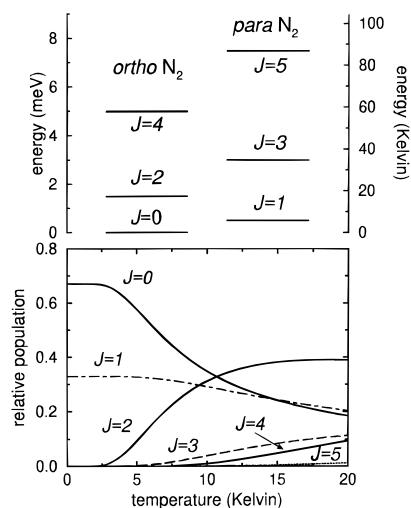 para N2
ortho N2
8
6
4
2
0
energy (meV)
100
80
60
40
20
0
energy (Kelvin)
J=5
J=4
J=3
J=2
J=1
J=0
0.8
0.6
0.4
0.2
0.0
relative population
J=0
J=1
J=2
J=3
J=4
J=5
0
5
10
15
20
temperature (Kelvin)